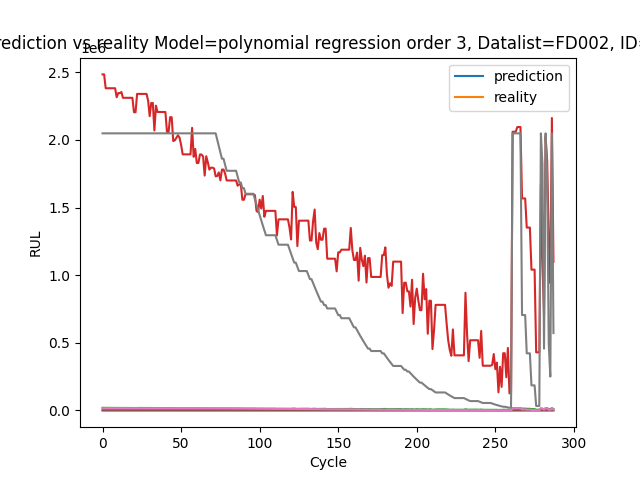 rediction vs reality Model=polynomial regression order 3, Datalist=FD002, ID=
1e6
2.5
2.0
1.5
1.0
0.5
0.0
RUL
prediction
reality
0 50 100 150 200 250 300
Cycle